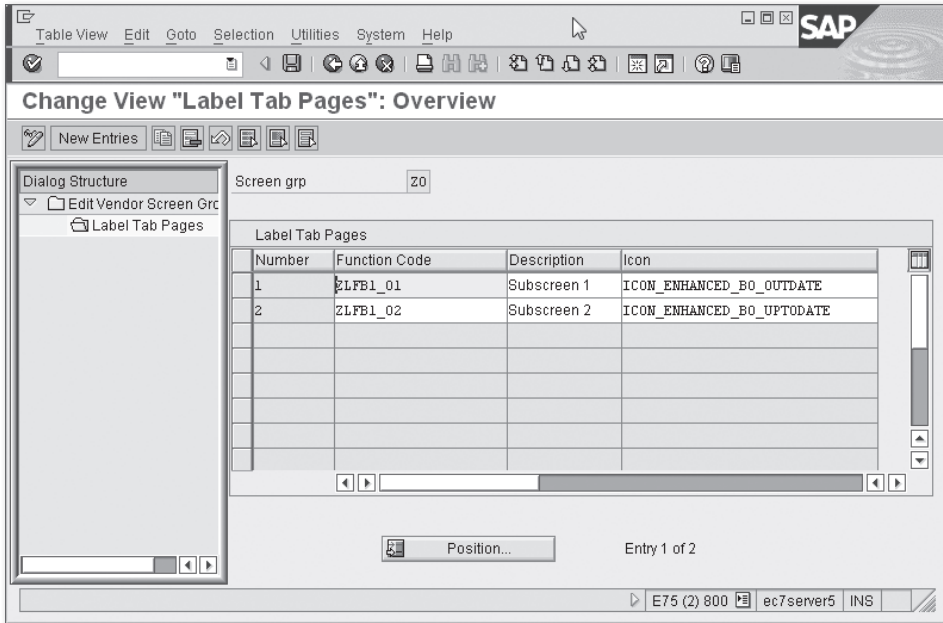 Table View Edit Goto Selection Utilities System Help
SAP
Change View "Label Tab Pages": Overview
New Entries
Dialog Structure
Edit Vendor Screen Grc
Label Tab Pages
Screen grp Z0
Label Tab Pages
Number Function Code Description Icon
1 ZLFB1_01 Subscreen 1 ICON_ENHANCED_BO_OUTDATE
2 ZLFB1_02 Subscreen 2 ICON_ENHANCED_BO_UPTODATE
Position... Entry 1 of 2
E75 (2) 800 ec7server5 INS